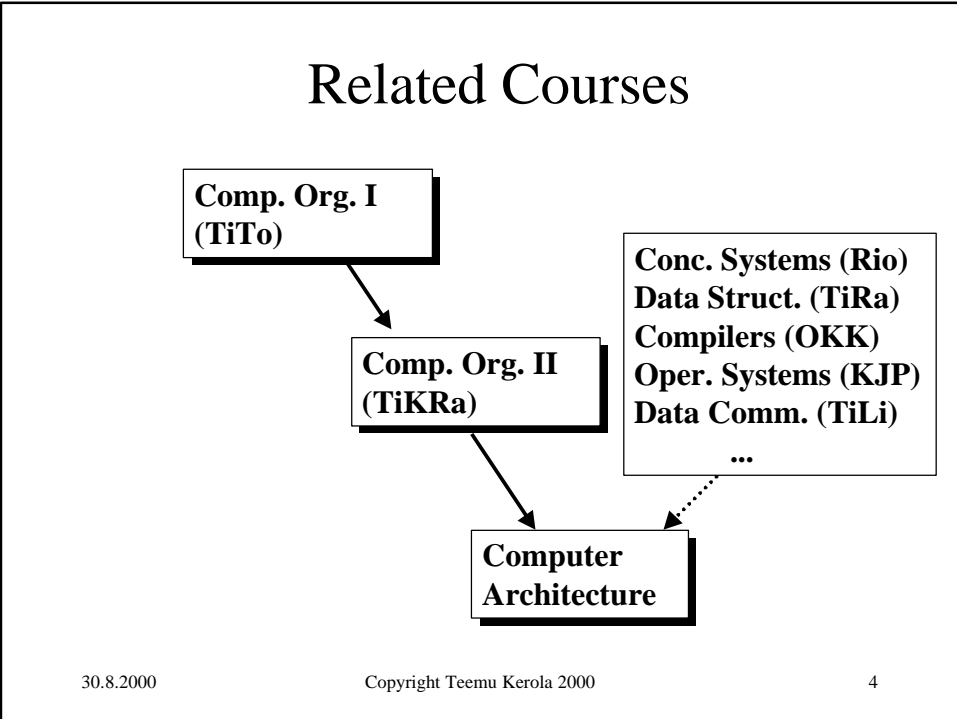 Related Courses
Comp. Org. I
(TiTo)
Conc. Systems (Rio)
Data Struct. (TiRa)
Compilers (OKK)
Oper. Systems (KJP)
Data Comm. (TiLi)
...
Comp. Org. II
(TiKRa)
Computer
Architecture
30.8.2000
Copyright Teemu Kerola 2000
4